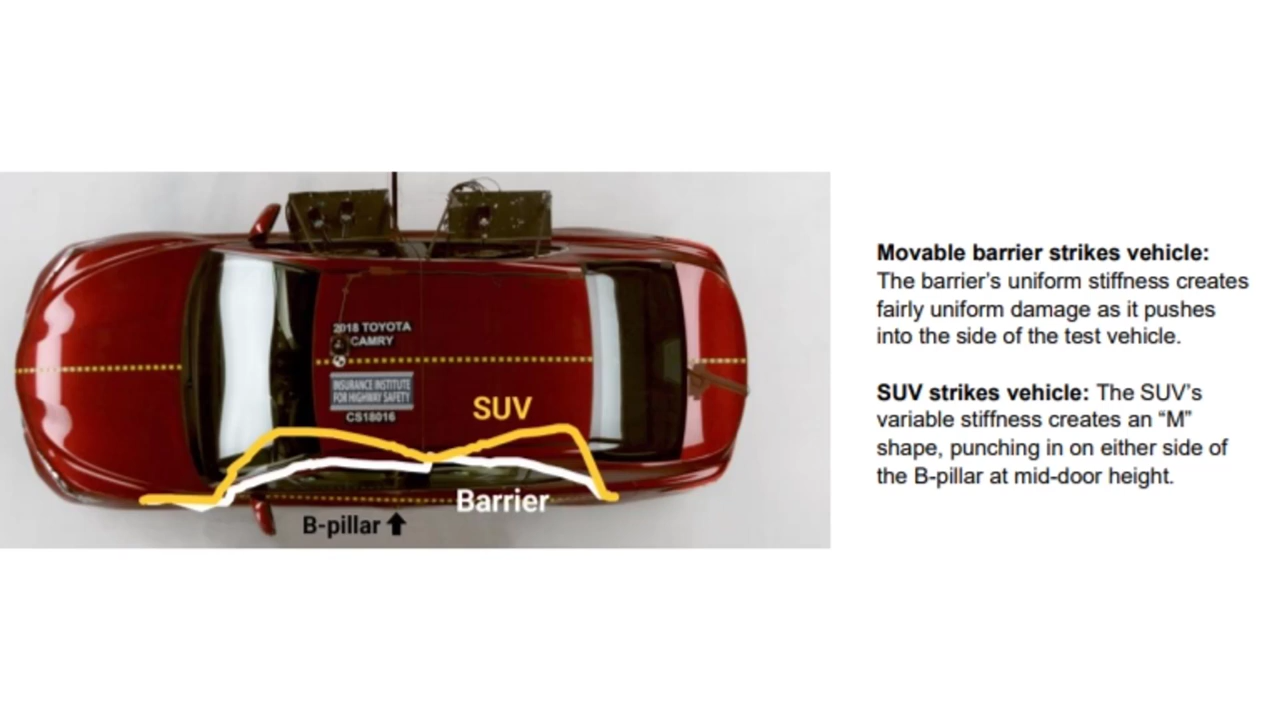 2018 TOYOTA
CAMRY
INSURANCE INSTITUTE
FOR HIGHWAY SAFETY
CS18016
SUV
Barrier
B-pillar
Movable barrier strikes vehicle:
The barrier’s uniform stiffness creates
fairly uniform damage as it pushes
into the side of the test vehicle.
SUV strikes vehicle: The SUV’s
variable stiffness creates an “M”
shape, punching in on either side of
the B-pillar at mid-door height.